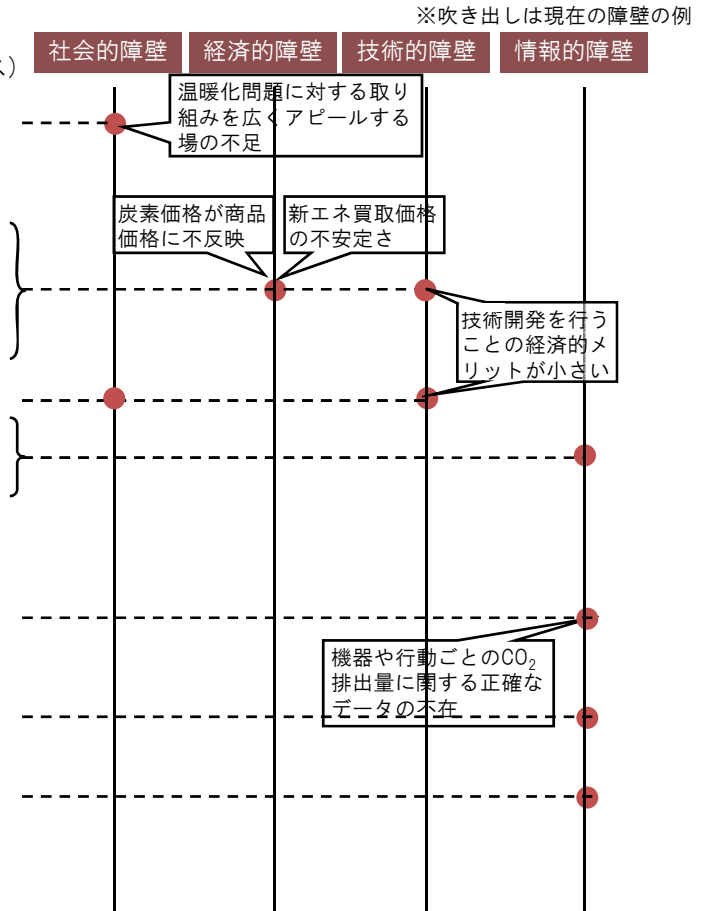 ※吹き出しは現在の障壁の例
社会的障壁
経済的障壁
技術的障壁
情報的障壁
温暖化問題に対する取り
組みを広くアピールする
場の不足
炭素価格が商品
価格に不反映
新エネ買取価格
の不安定さ
技術開発を行う
ことの経済的メ
リットが小さい
機器や行動ごとのCO₂
排出量に関する正確な
データの不在